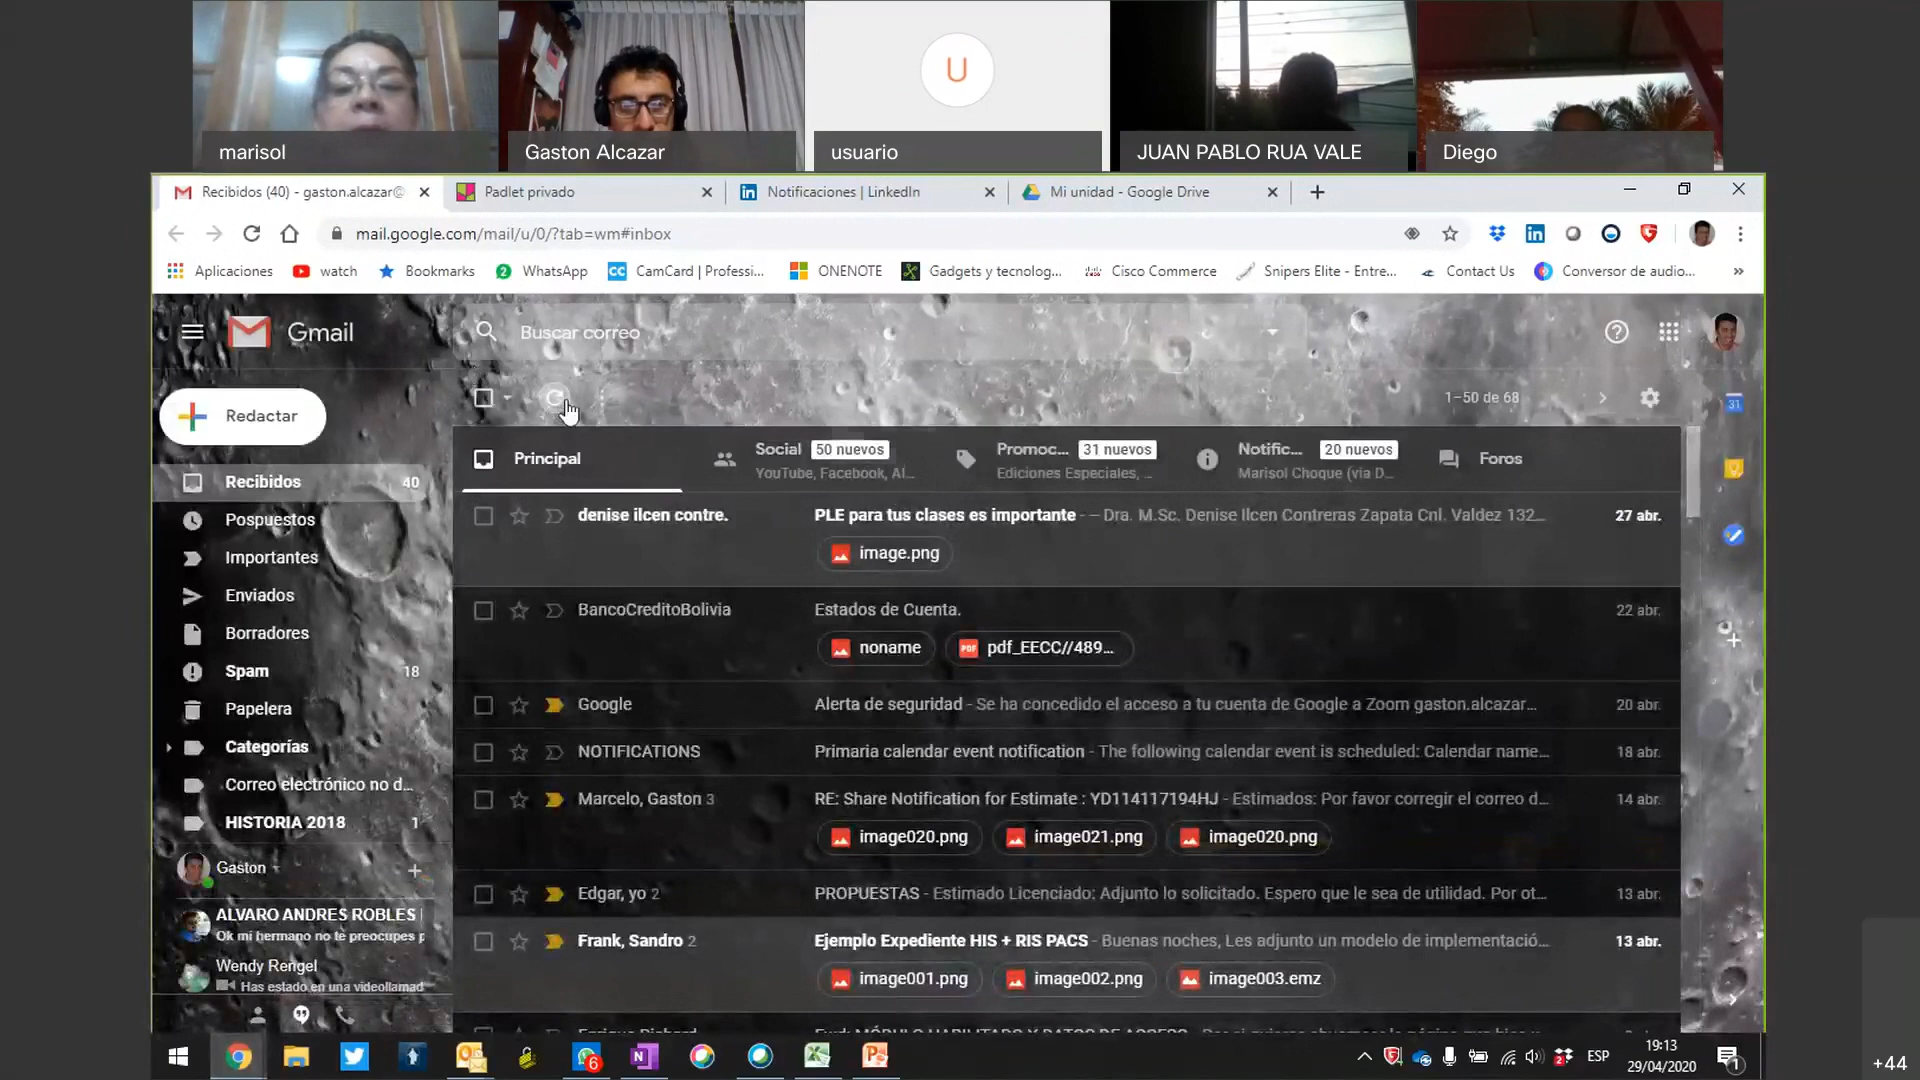 marisol
Gaston Alcazar
U
usuario
JUAN PABLO RUA VALE
Diego
Recibidos (40) - gaston.alcazar@
Padlet privado
Notificaciones | LinkedIn
Mi unidad - Google Drive
mail.google.com/mail/u/0/?tab=wm#inbox
Aplicaciones
watch
Bookmarks
WhatsApp
CamCard | Professi...
ONENOTE
Gadgets y tecnolog...
Cisco Commerce
Snipers Elite - Entre...
Contact Us
Conversor de audio...
Gmail
Buscar correo
Redactar
1–50 de 68
31
Principal
Social 50 nuevos
YouTube, Facebook, Al...
Promoc... 31 nuevos
Ediciones Especiales, ...
Notific... 20 nuevos
Marisol Choque (via D...
Foros
Recibidos 40
Pospuestos
Importantes
Enviados
Borradores
Spam 18
Papelera
Categorías
Correo electrónico no d...
HISTORIA 2018 1
Gaston
ALVARO ANDRES ROBLES
Ok mi hermano no te preocupes p
Wendy Rengel
Has estado en una videollamad
denise ilcen contre. PLE para tus clases es importante - – Dra. M.Sc. Denise Ilcen Contreras Zapata Cnl. Valdez 132... 27 abr.
image.png
BancoCreditoBolivia Estados de Cuenta. 22 abr.
noname PDF pdf_EECC//489...
Google Alerta de seguridad - Se ha concedido el acceso a tu cuenta de Google a Zoom gaston.alcazar... 20 abr.
NOTIFICATIONS Primaria calendar event notification - The following calendar event is scheduled: Calendar name... 18 abr.
Marcelo, Gaston 3 RE: Share Notification for Estimate : YD114117194HJ - Estimados: Por favor corregir el correo d... 14 abr.
image020.png image021.png image020.png
Edgar, yo 2 PROPUESTAS - Estimado Licenciado: Adjunto lo solicitado. Espero que le sea de utilidad. Por ot... 13 abr.
Frank, Sandro 2 Ejemplo Expediente HIS + RIS PACS - Buenas noches, Les adjunto un modelo de implementació... 13 abr.
image001.png image002.png image003.emz
6
ESP
19:13
29/04/2020
1
+44